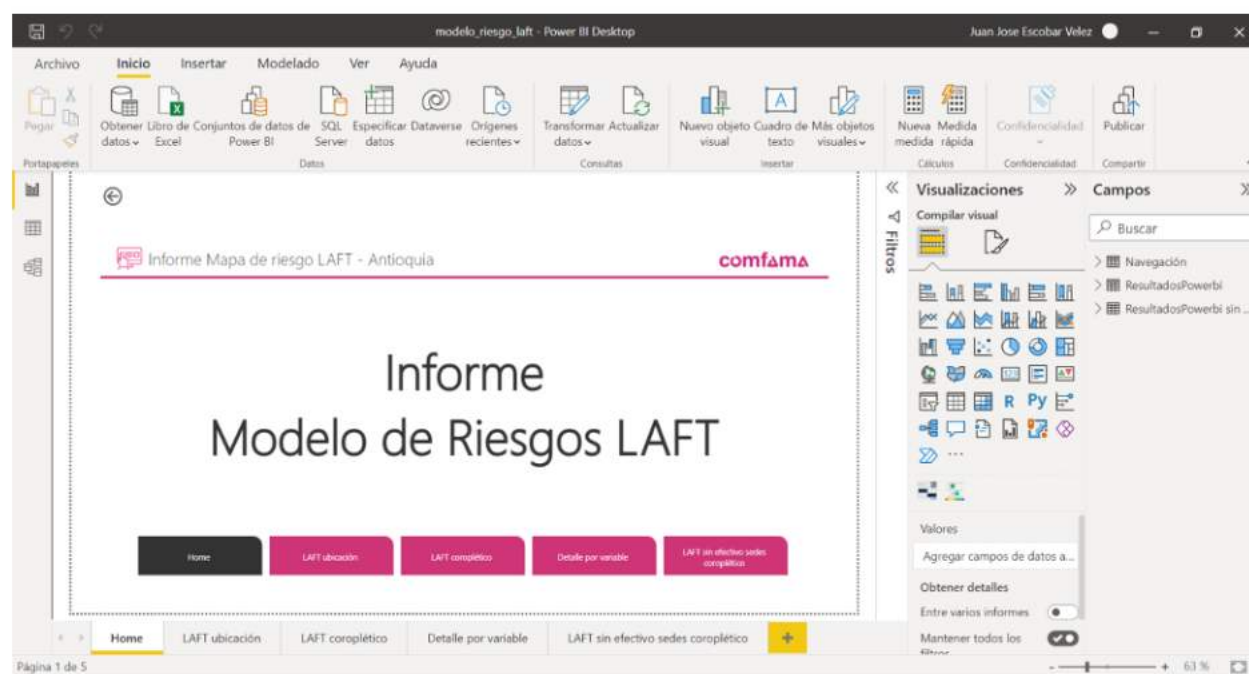 modelo_riesgo_laft - Power BI Desktop
Juan Jose Escobar Velez
Archivo Inicio Insertar Modelado Ver Ayuda
Pegar
Obtener datos
Libro de Excel
Conjuntos de datos de Power BI
SQL Server
Especificar datos
Dataverse
Orígenes recientes
Transformar datos
Actualizar
Nuevo objeto visual
Cuadro de texto
Más objetos visuales
Nueva medida
Medida rápida
Confidencialidad
Publicar
Portapapeles
Datos
Consultas
Insertar
Cálculos
Confidencialidad
Compartir
Informe Mapa de riesgo LAFT - Antioquia
comfama
Informe
Modelo de Riesgos LAFT
Home
LAFT ubicación
LAFT coroplético
Detalle por variable
LAFT sin efectivo sedes
coroplético
Filtros
Visualizaciones
Compilar visual
R Py
Valores
Agregar campos de datos a...
Obtener detalles
Entre varios informes
Mantener todos los
filtros
Campos
Buscar
Navegación
ResultadosPowerbi
ResultadosPowerbi sin ...
Home LAFT ubicación LAFT coroplético Detalle por variable LAFT sin efectivo sedes coroplético +
Página 1 de 5
- + 63 %